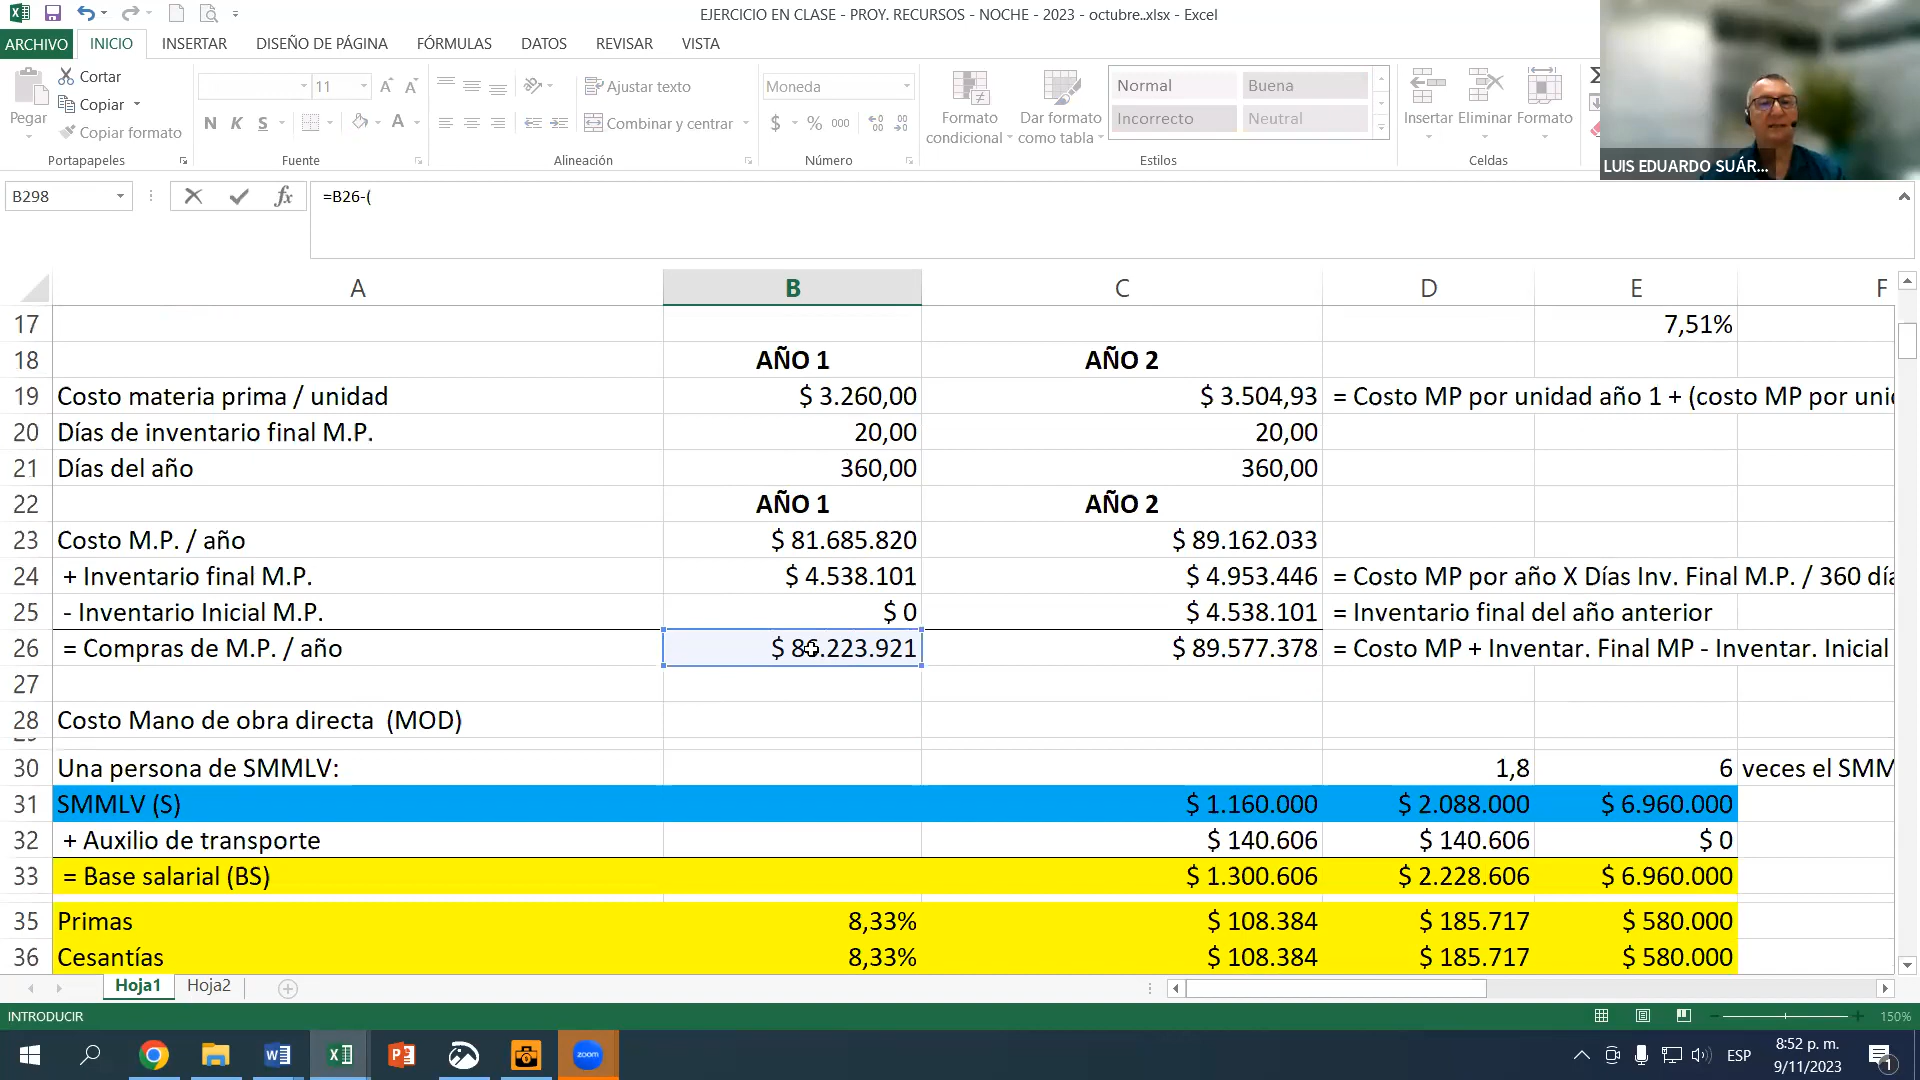 EJERCICIO EN CLASE - PROY. RECURSOS - NOCHE - 2023 - octubre..xlsx - Excel
ARCHIVO INICIO INSERTAR DISEÑO DE PÁGINA FÓRMULAS DATOS REVISAR VISTA
Pegar
Cortar
Copiar
Copiar formato
Portapapeles
11
N K S
Fuente
Ajustar texto
Combinar y centrar
Alineación
Moneda
$ % 000
Número
Formato condicional
Dar formato como tabla
Normal Buena
Incorrecto Neutral
Estilos
Insertar Eliminar Formato
Celdas
LUIS EDUARDO SUÁR...
B298 fx =B26-(
A B C D E F
17 7,51%
18 AÑO 1 AÑO 2
19 Costo materia prima / unidad $ 3.260,00 $ 3.504,93 = Costo MP por unidad año 1 + (costo MP por
20 Días de inventario final M.P. 20,00 20,00
21 Días del año 360,00 360,00
22 AÑO 1 AÑO 2
23 Costo M.P. / año $ 81.685.820 $ 89.162.033
24 + Inventario final M.P. $ 4.538.101 $ 4.953.446 = Costo MP por año X Días Inv. Final M.P. / 360
25 - Inventario Inicial M.P. $ 0 $ 4.538.101 = Inventario final del año anterior
26 = Compras de M.P. / año $ 89.577.378 = Costo MP + Inventar. Final MP - Inventar. Inicial
27
28 Costo Mano de obra directa (MOD)
30 Una persona de SMMLV: 1,8 6 veces el
31 SMMLV (S) $ 1.160.000 $ 2.088.000 $ 6.960.000
32 + Auxilio de transporte $ 140.606 $ 140.606 $ 0
33 = Base salarial (BS) $ 1.300.606 $ 2.228.606 $ 6.960.000
35 Primas 8,33% $ 108.384 $ 185.717 $ 580.000
36 Cesantías 8,33% $ 108.384 $ 185.717 $ 580.000
Hoja1 Hoja2
INTRODUCIR 150%
zoom
ESP
8:52 p. m.
9/11/2023
1